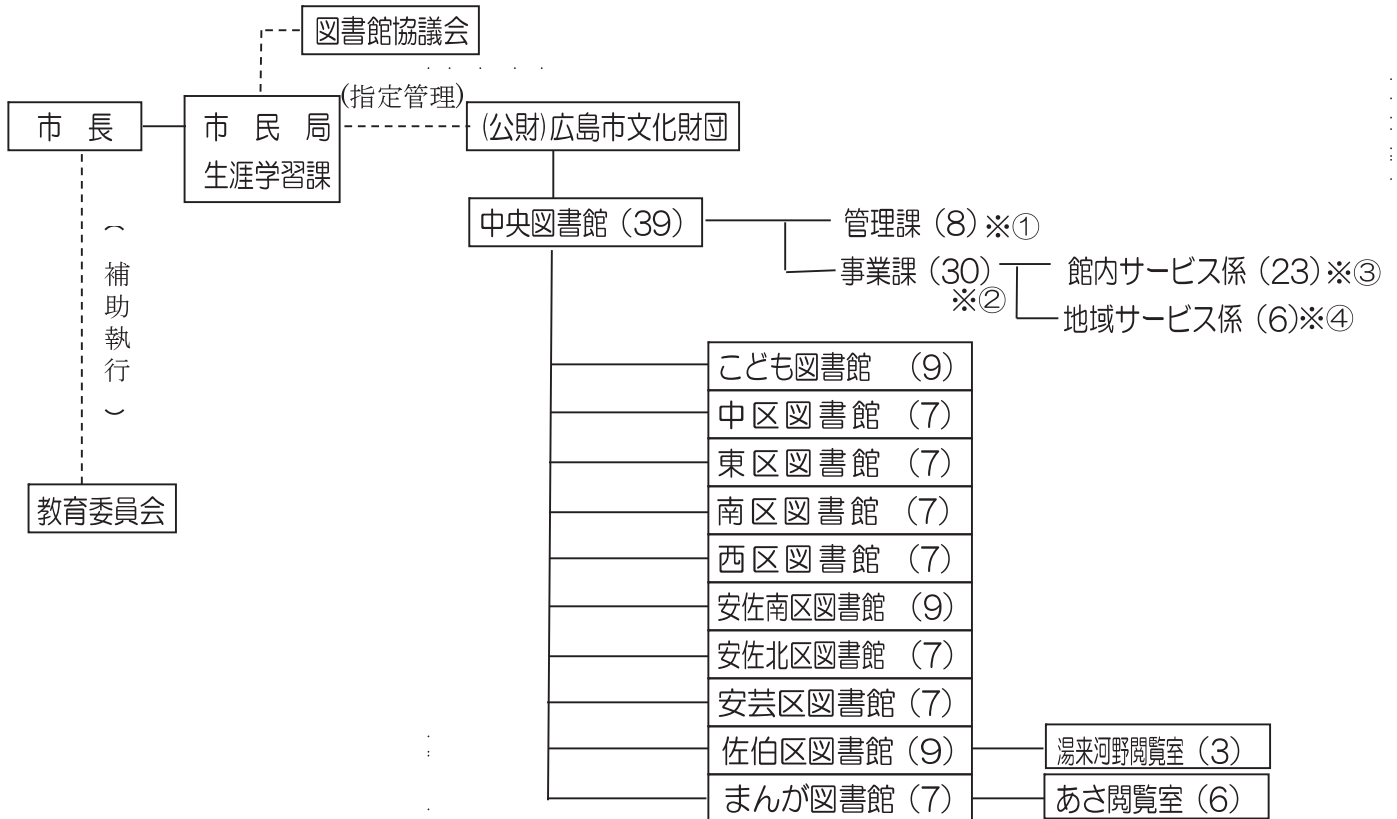 図書館協議会
(指定管理)
市 長
市 民 局
生涯学習課
(公財)広島市文化財団
中央図書館(39)
管理課(8)※①
事業課(30)
※②
館内サービス係(23)※③
地域サービス係(6)※④
(補助執行)
教育委員会
こども図書館 (9)
中区図書館 (7)
東区図書館 (7)
南区図書館 (7)
西区図書館 (7)
安佐南区図書館 (9)
安佐北区図書館 (7)
安芸区図書館 (7)
佐伯区図書館 (9)
湯来河野閲覧室(3)
まんが図書館 (7)
あさ閲覧室(6)